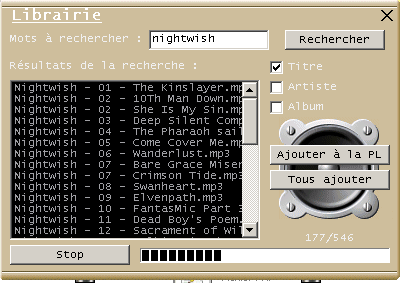 Librairie
Mots à rechercher : nightwish Rechercher
Résultats de la recherche :
Titre
Artiste
Album
Nightwish - 01 - The Kinslayer.mp
Nightwish - 02 - 10Th Man Down.mp
Nightwish - 02 - She Is My Sin.mp
Nightwish - 03 - Deep Silent Comp
Nightwish - 04 - The Pharaoh sail
Nightwish - 05 - Come Cover Me.mp3
Nightwish - 06 - Wanderlust.mp3
Nightwish - 07 - Bare Grace Miser
Nightwish - 07 - Crimson Tide.mp3
Nightwish - 08 - Swanheart.mp3
Nightwish - 09 - Elvenpath.mp3
Nightwish - 10 - FantasMic Part 3
Nightwish - 11 - Dead Boy's Poem.
Nightwish - 12 - Sacrament of Wi
Ajouter à la PL
Tous ajouter
177/546
Stop